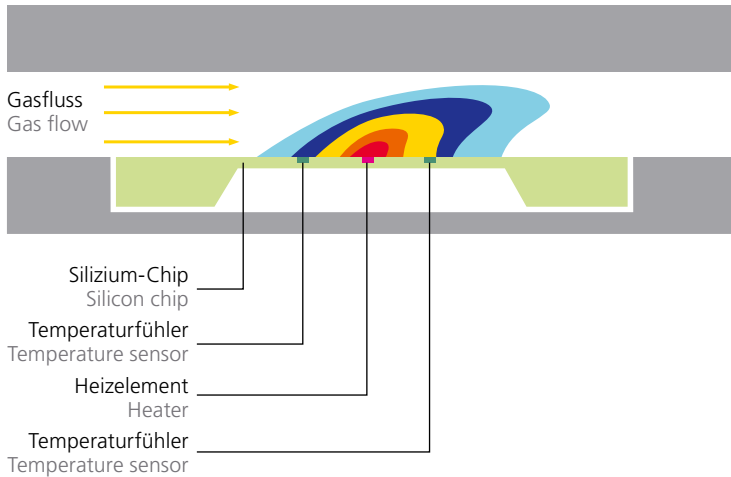 Gasfluss
Gas flow
Silizium-Chip
Silicon chip
Temperaturfühler
Temperature sensor
Heizelement
Heater
Temperaturfühler
Temperature sensor